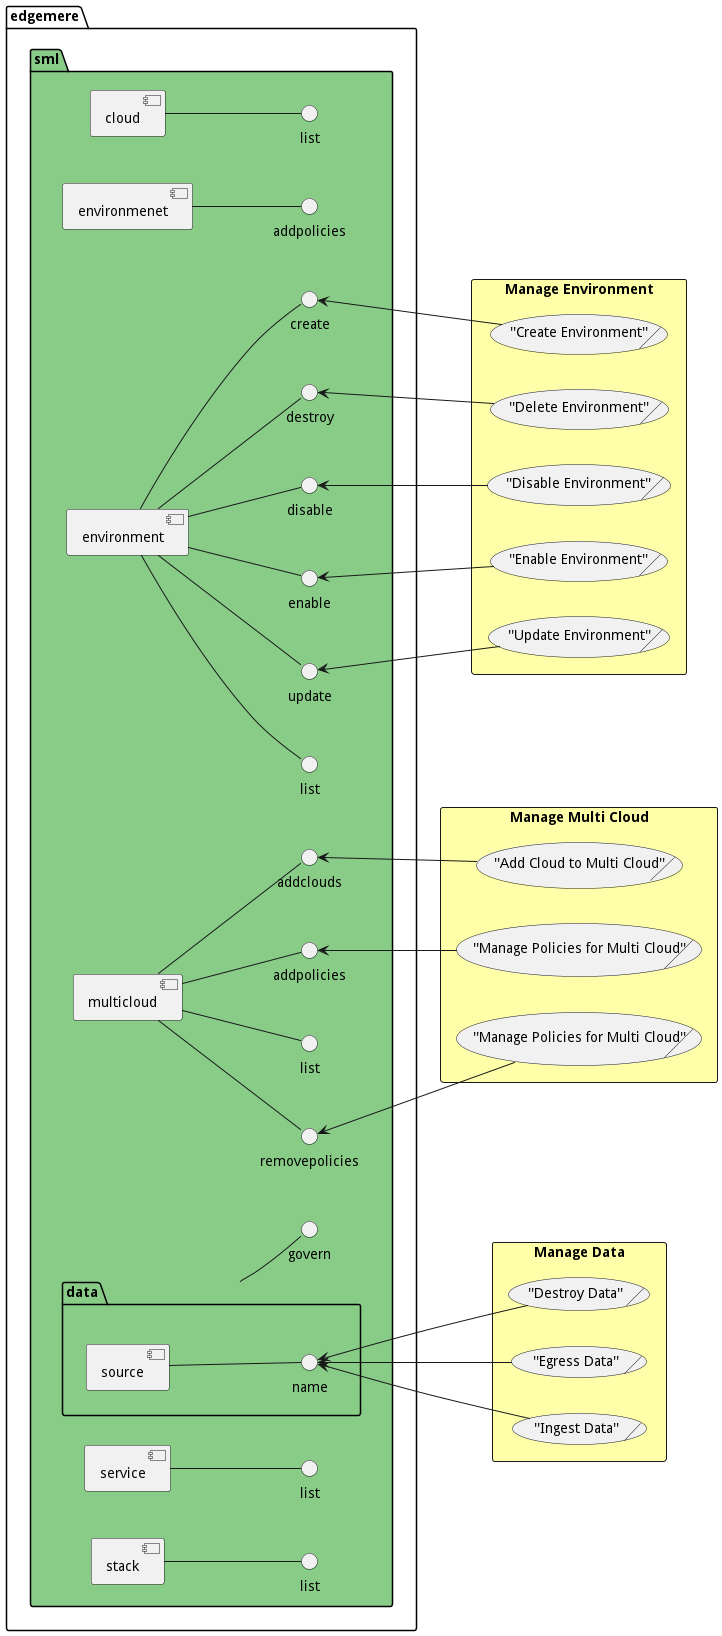 edgemere
sml
cloud
list
environmenet
addpolicies
create
destroy
disable
environment
enable
update
list
addclouds
addpolicies
multicloud
list
removepolicies
govern
data
source
name
service
list
stack
list
Manage Environment
"Create Environment"
"Delete Environment"
"Disable Environment"
"Enable Environment"
"Update Environment"
Manage Multi Cloud
"Add Cloud to Multi Cloud"
"Manage Policies for Multi Cloud"
"Manage Policies for Multi Cloud"
Manage Data
"Destroy Data"
"Egress Data"
"Ingest Data"